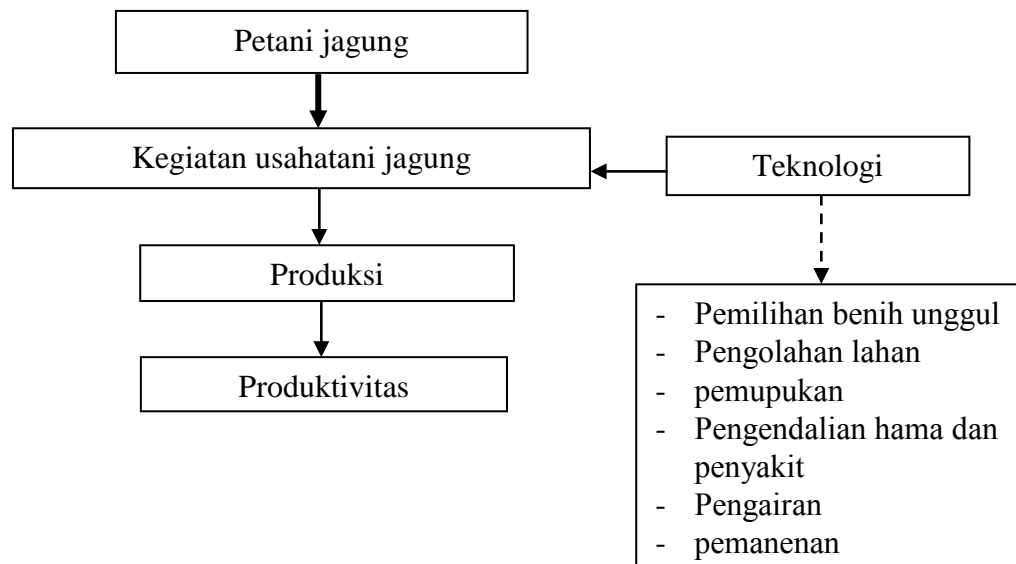 Petani jagung
Kegiatan usahatani jagung
Teknologi
Produksi
Produktivitas
- Pemilihan benih unggul
- Pengolahan lahan
- pemupukan
- Pengendalian hama dan
penyakit
- Pengairan
- pemanenan